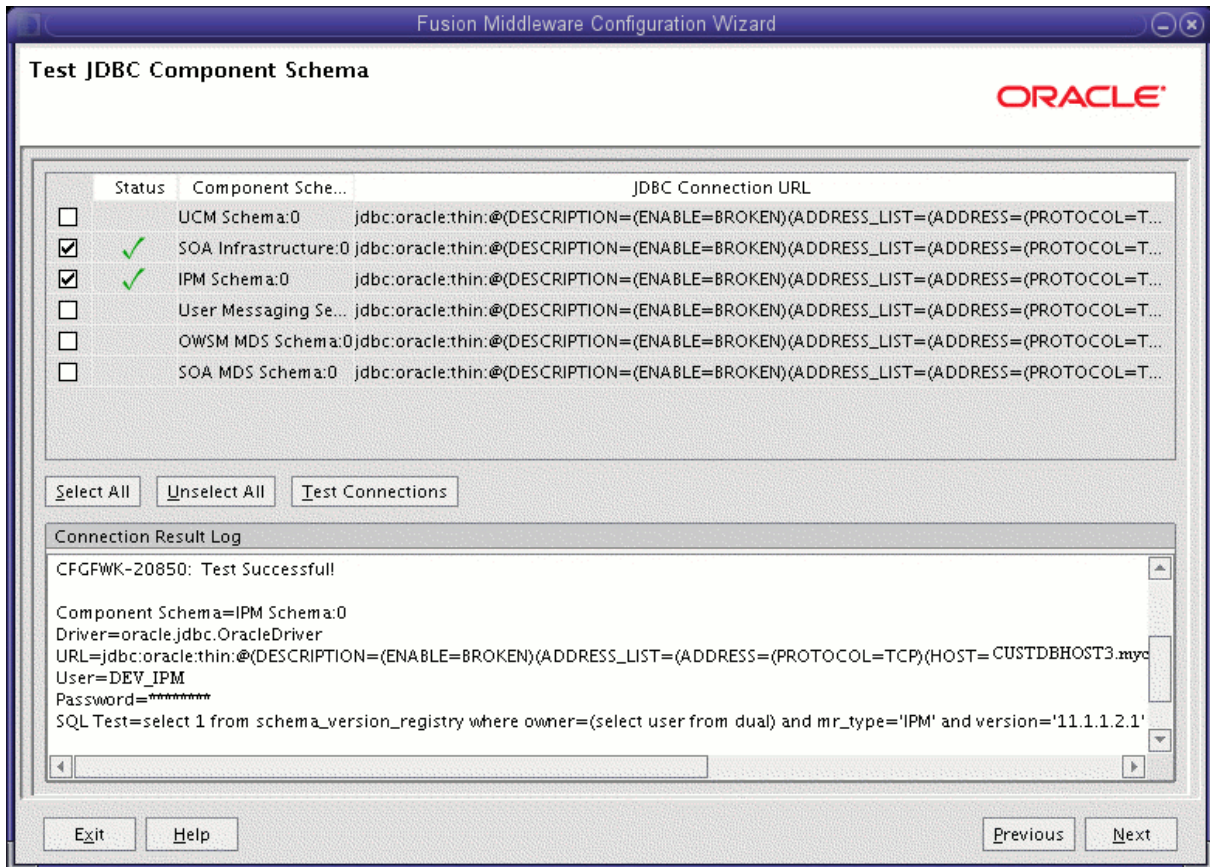 Fusion Middleware Configuration Wizard
Test JDBC Component Schema
ORACLE
Status Component Sche... JDBC Connection URL
UCM Schema:0 jdbc:oracle:thin:@(DESCRIPTION=(ENABLE=BROKEN)(ADDRESS_LIST=(ADDRESS=(PROTOCOL=T...
SOA Infrastructure:0 jdbc:oracle:thin:@(DESCRIPTION=(ENABLE=BROKEN)(ADDRESS_LIST=(ADDRESS=(PROTOCOL=T...
IPM Schema:0 jdbc:oracle:thin:@(DESCRIPTION=(ENABLE=BROKEN)(ADDRESS_LIST=(ADDRESS=(PROTOCOL=T...
User Messaging Se... jdbc:oracle:thin:@(DESCRIPTION=(ENABLE=BROKEN)(ADDRESS_LIST=(ADDRESS=(PROTOCOL=T...
OWSM MDS Schema:0 jdbc:oracle:thin:@(DESCRIPTION=(ENABLE=BROKEN)(ADDRESS_LIST=(ADDRESS=(PROTOCOL=T...
SOA MDS Schema:0 jdbc:oracle:thin:@(DESCRIPTION=(ENABLE=BROKEN)(ADDRESS_LIST=(ADDRESS=(PROTOCOL=T...
Select All Unselect All Test Connections
Connection Result Log
CFGFWK-20850: Test Successful!
Component Schema=IPM Schema:0
Driver=oracle.jdbc.OracleDriver
URL=jdbc:oracle:thin:@(DESCRIPTION=(ENABLE=BROKEN)(ADDRESS_LIST=(ADDRESS=(PROTOCOL=TCP)(HOST=CUSTDBHOST3.myc
User=DEV_IPM
Password=********
SQL Test=select 1 from schema_version_registry where owner=(select user from dual) and mr_type='IPM' and version='11.1.1.2.1'
Exit Help Previous Next